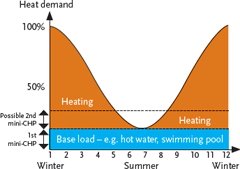 Heat demand
100%
50%
Heating
Heating
Possible 2nd
mini-CHP
1st
mini-CHP
Base load – e.g. hot water, swimming pool
1 2 3 4 5 6 7 8 9 10 11 12
Winter Summer Winter